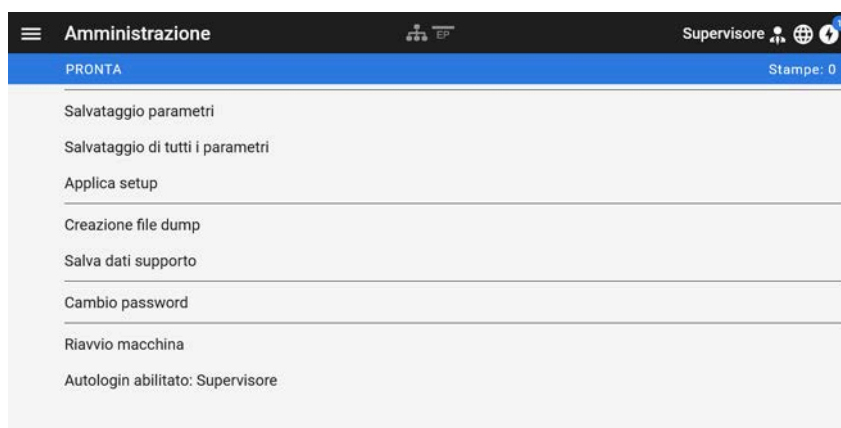 Amministrazione
EP
Supervisore
PRONTA
Stampe: 0
Salvataggio parametri
Salvataggio di tutti i parametri
Applica setup
Creazione file dump
Salva dati supporto
Cambio password
Riavvio macchina
Autologin abilitato: Supervisore